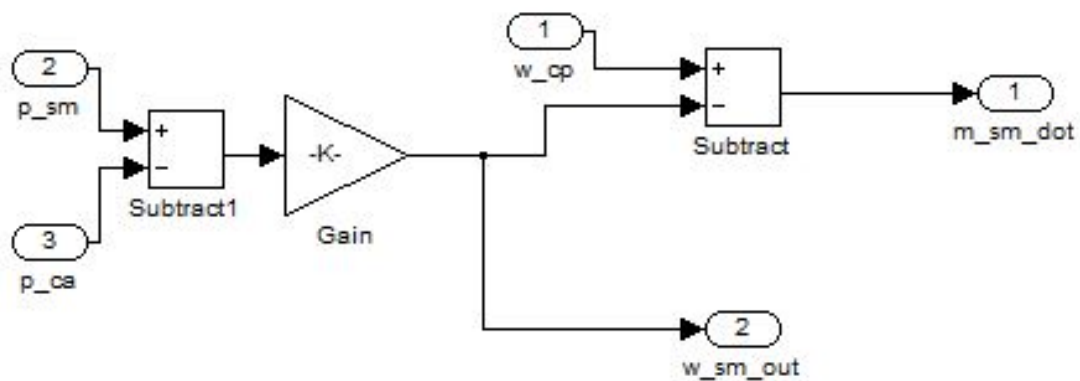 1
w_cp
2
p_sm
+
−
Subtract
1
m_sm_dot
+
−
Subtract1
-K-
Gain
3
p_ca
2
w_sm_out